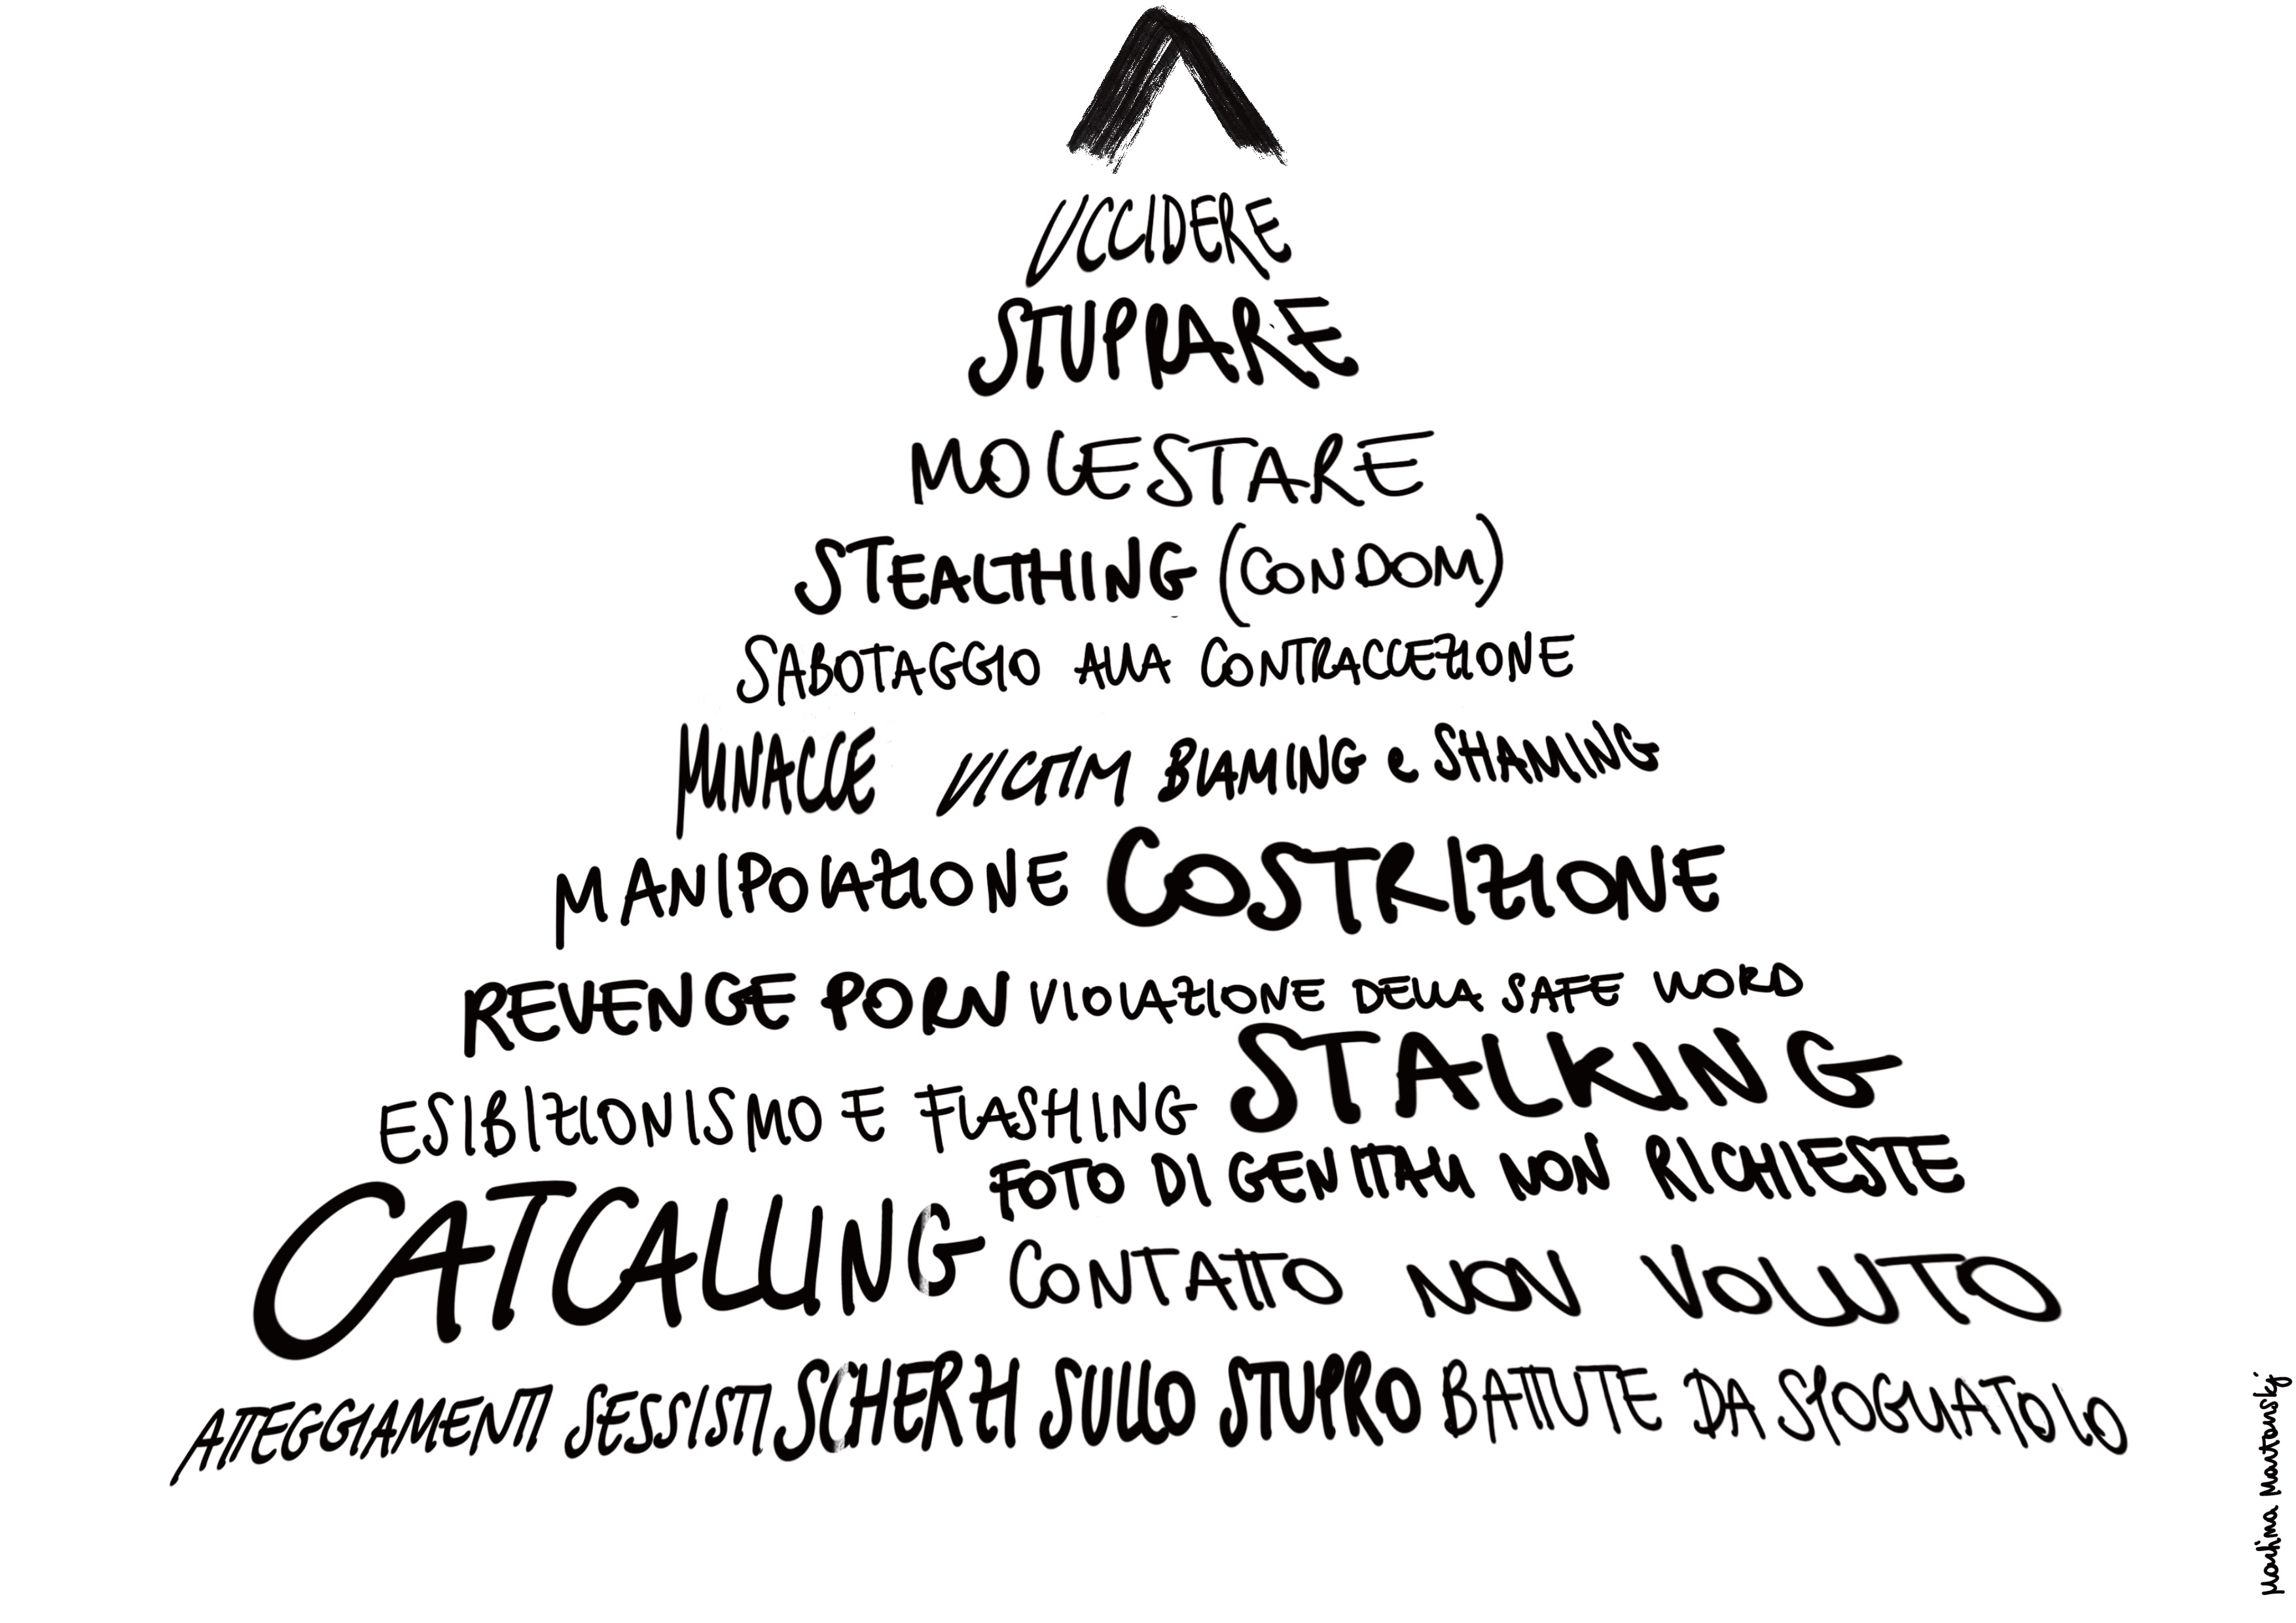 UCCIDERE
STUPRARE
MOLESTARE
STEALTHING (CONDOM)
SABOTAGGIO ALLA CONTRACCEZIONE
MINACCE VICTIM BLAMING e SHAMING
MANIPOLAZIONE COSTRIZIONE
REVENGE PORN VIOLAZIONE DELLA SAFE WORD
ESIBIZIONISMO E FLASHING STALKING
FOTO DI GENITALI NON RICHIESTE
CATCALLING CONTATTO NON VOLUTO
ATTEGGIAMENTI SESSISTI SCHERZI SULLO STUPRO BATTUTE DA SPOGLIATOIO